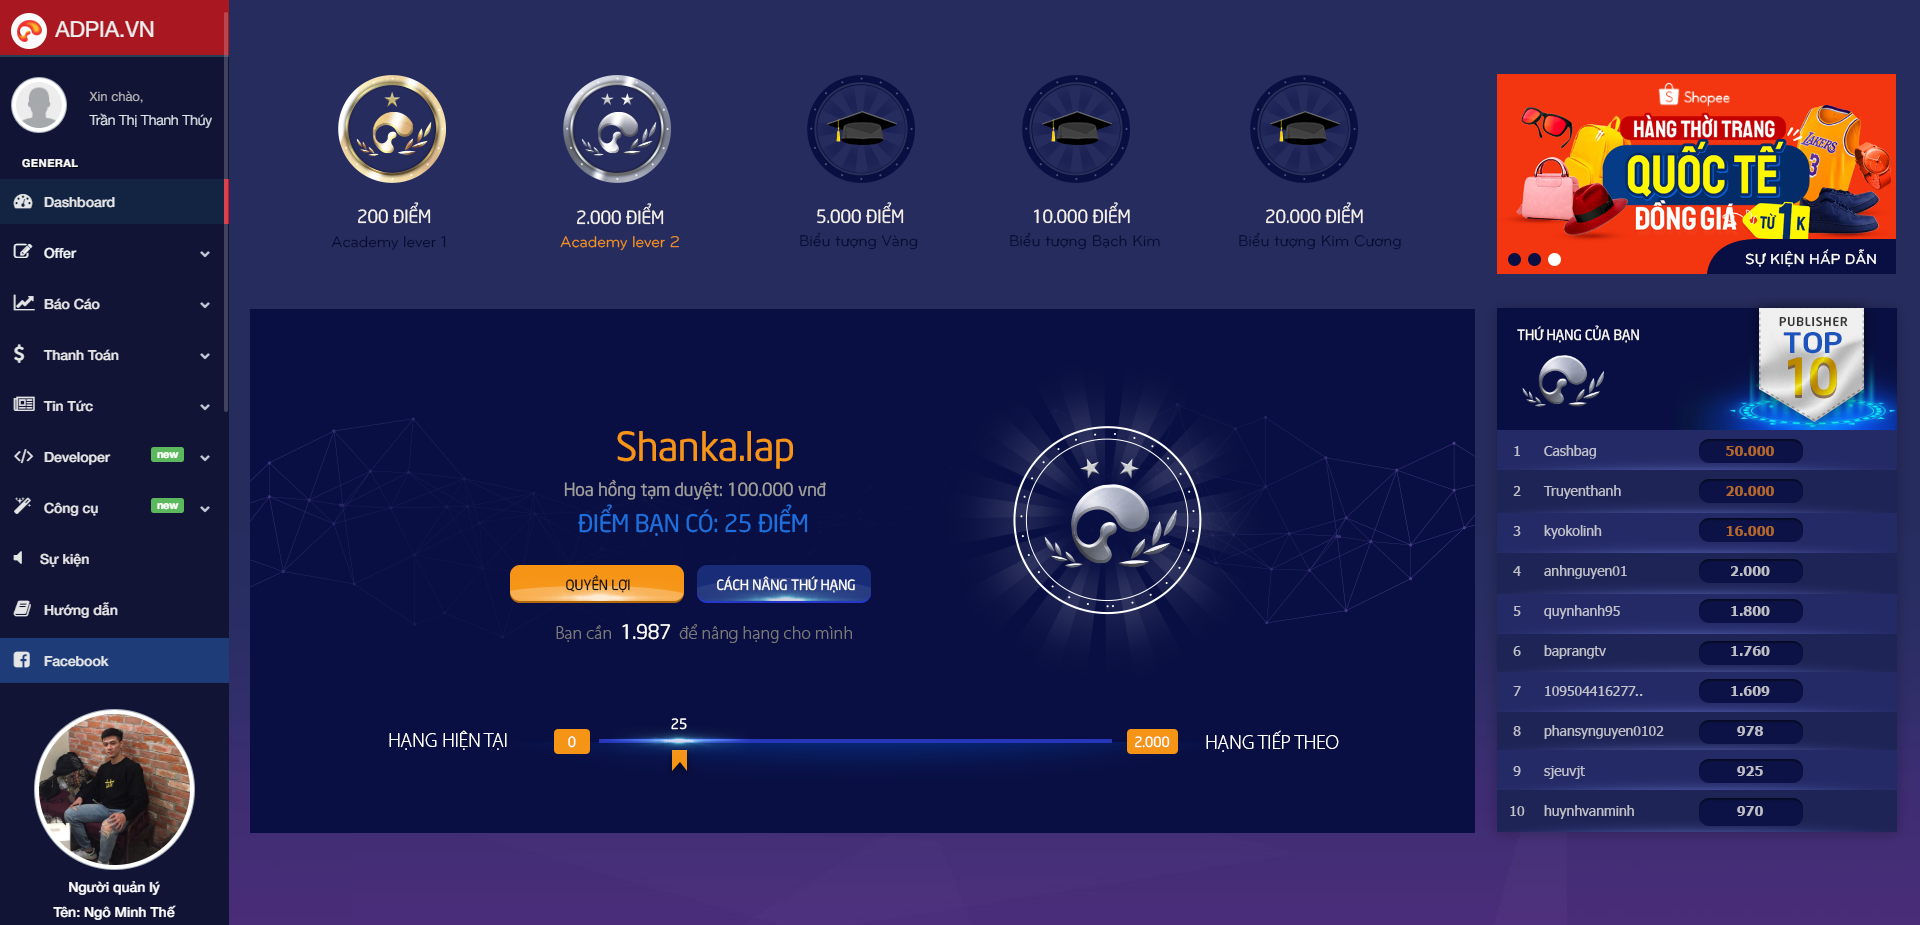 ADPIA.VN
Xin chào,
Trần Thị Thanh Thúy
GENERAL
Dashboard
Offer
Báo Cáo
Thanh Toán
Tin Tức
Developer new
Công cụ new
Sự kiện
Hướng dẫn
Facebook
Người quản lý
Tên: Ngô Minh Thế
200 ĐIỂM
Academy lever 1
2.000 ĐIỂM
Academy lever 2
5.000 ĐIỂM
Biểu tượng Vàng
10.000 ĐIỂM
Biểu tượng Bạch Kim
20.000 ĐIỂM
Biểu tượng Kim Cương
Shopee
HÀNG THỜI TRANG
QUỐC TẾ
ĐỒNG GIÁ TỪ 1K
LAKERS
3
SỰ KIỆN HẤP DẪN
Shanka.lap
Hoa hồng tạm duyệt: 100.000 vnđ
ĐIỂM BẠN CÓ: 25 ĐIỂM
QUYỀN LỢI
CÁCH NÂNG THỨ HẠNG
Bạn cần 1.987 để nâng hạng cho mình
25
HẠNG HIỆN TẠI 0 2.000 HẠNG TIẾP THEO
THỨ HẠNG CỦA BẠN
PUBLISHER
TOP
10
1 Cashbag 50.000
2 Truyenthanh 20.000
3 kyokolinh 16.000
4 anhnguyen01 2.000
5 quynhanh95 1.800
6 baprangtv 1.760
7 109504416277.. 1.609
8 phansynguyen0102 978
9 sjeuvjt 925
10 huynhvanminh 970